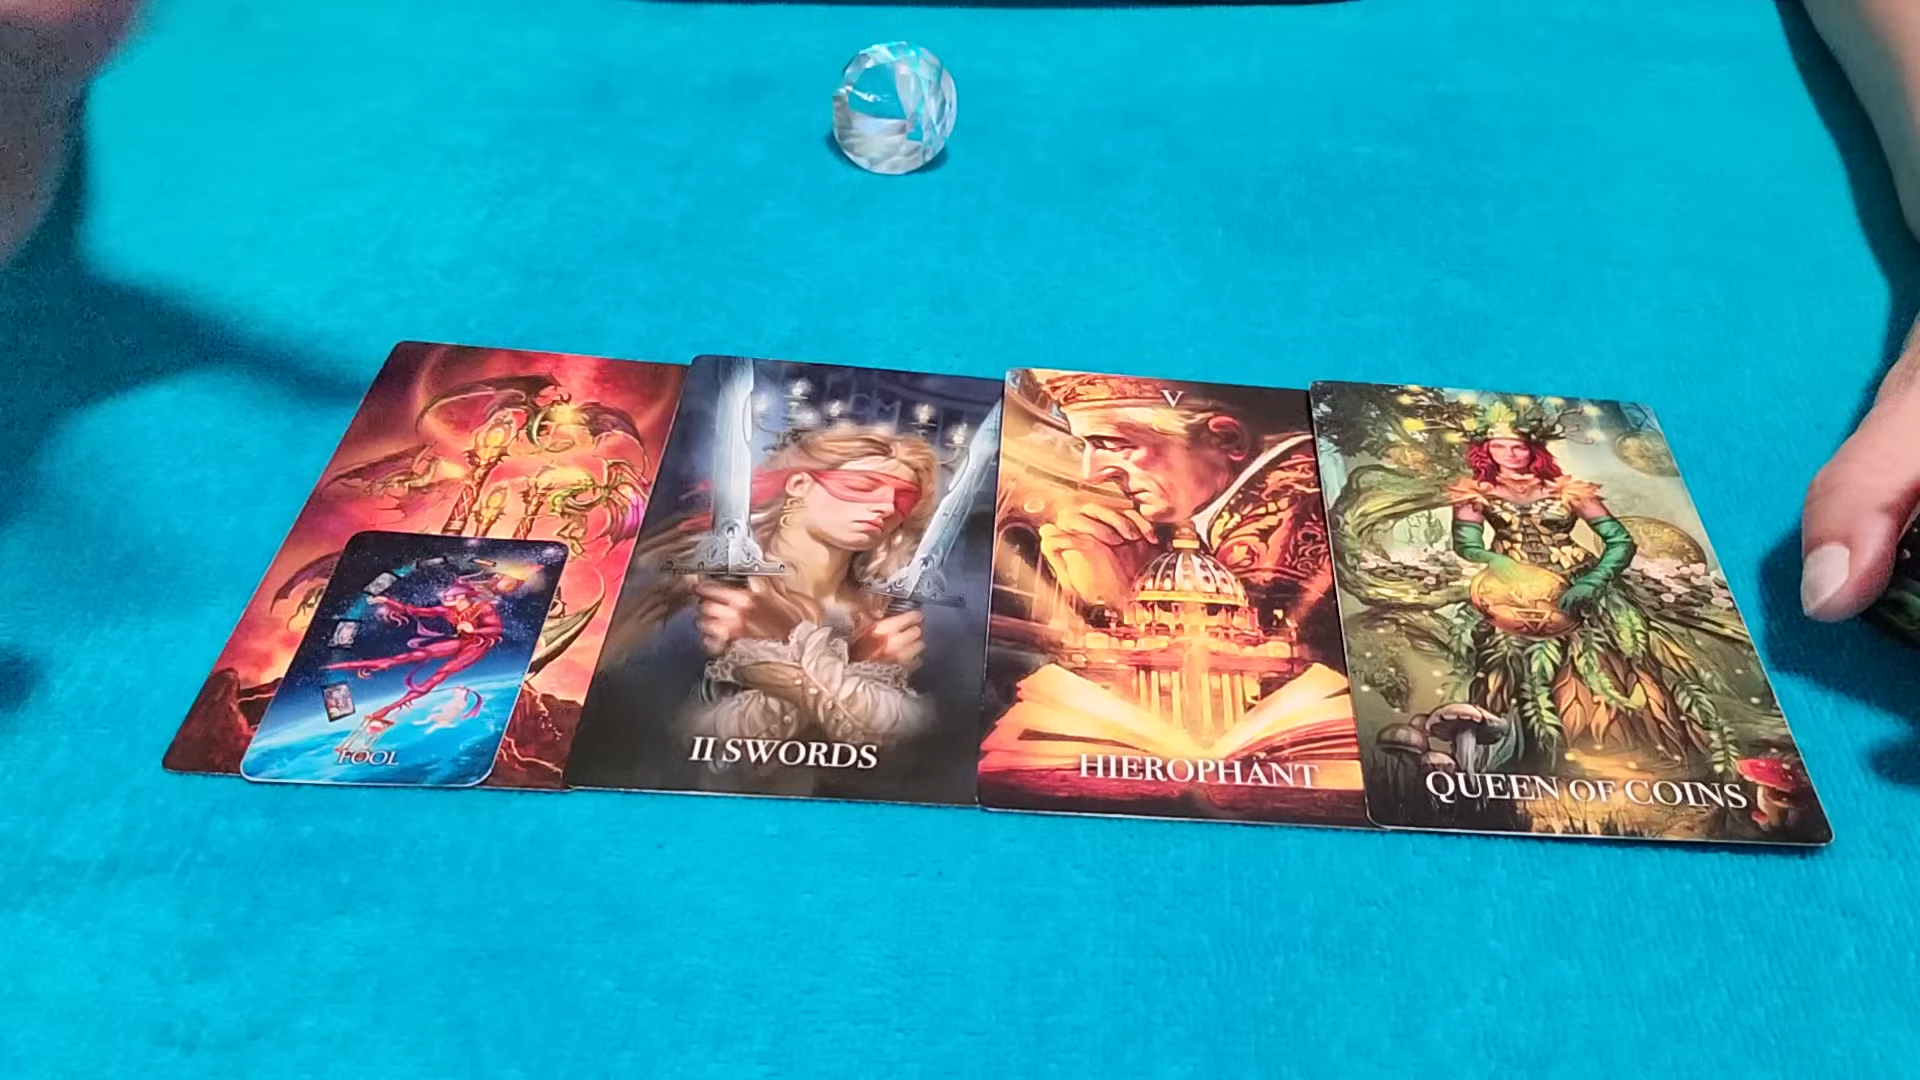 V
FOOL
II SWORDS
HIEROPHANT
QUEEN OF COINS